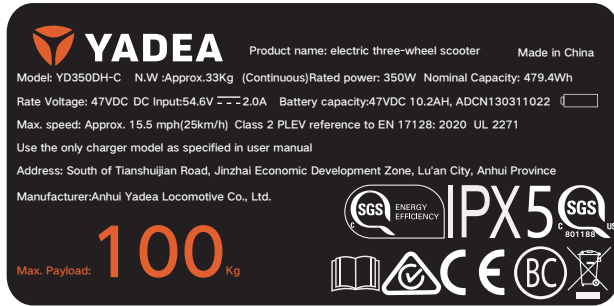 YADEA Product name: electric three-wheel scooter Made in China
Model: YD350DH-C N.W :Approx.33Kg (Continuous)Rated power: 350W Nominal Capacity: 479.4Wh
Rate Voltage: 47VDC DC Input:54.6V ⎓ 2.0A Battery capacity:47VDC 10.2AH, ADCN130311022
Max. speed: Approx. 15.5 mph(25km/h) Class 2 PLEV reference to EN 17128: 2020 UL 2271
Use the only charger model as specified in user manual
Address: South of Tianshuijian Road, Jinzhai Economic Development Zone, Lu'an City, Anhui Province
Manufacturer:Anhui Yadea Locomotive Co., Ltd.
C SGS ENERGY EFFICIENCY IPX5 C SGS US
801188
Max. Payload: 100 Kg
CE BC